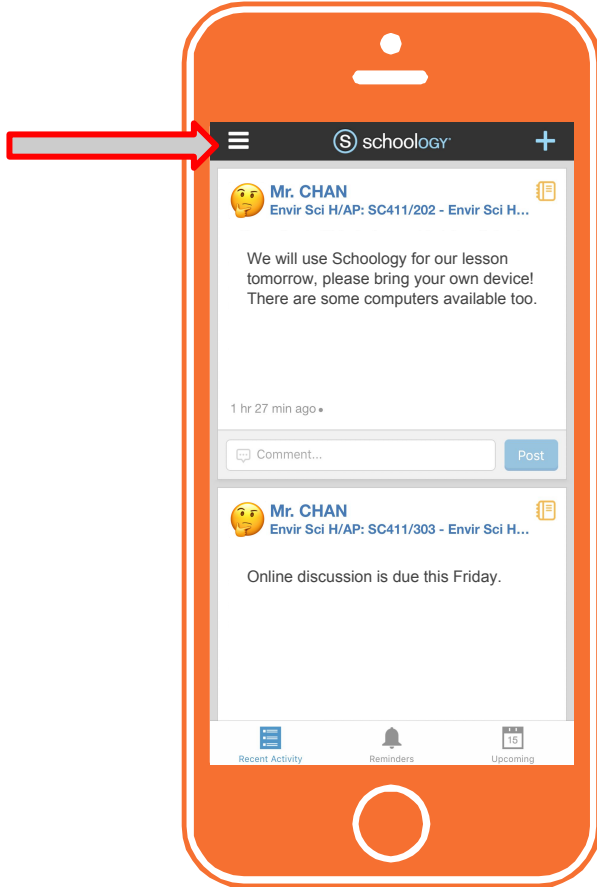 S schoology
Mr. CHAN
Envir Sci H/AP: SC411/202 - Envir Sci H...
We will use Schoology for our lesson
tomorrow, please bring your own device!
There are some computers available too.
1 hr 27 min ago
Comment...
Post
Mr. CHAN
Envir Sci H/AP: SC411/303 - Envir Sci H...
Online discussion is due this Friday.
15
Recent Activity
Reminders
Upcoming